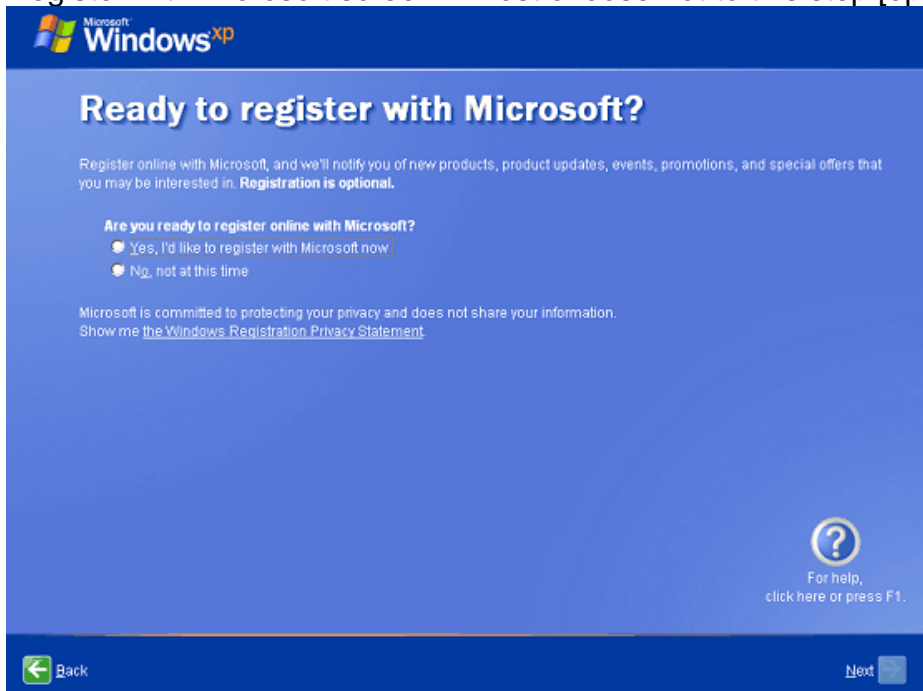 Microsoft
Windows xp
Ready to register with Microsoft?
Register online with Microsoft, and we'll notify you of new products, product updates, events, promotions, and special offers that
you may be interested in. Registration is optional.
Are you ready to register online with Microsoft?
Yes, I'd like to register with Microsoft now
No, not at this time
Microsoft is committed to protecting your privacy and does not share your information.
Show me the Windows Registration Privacy Statement.
For help,
click here or press F1.
Back
Next